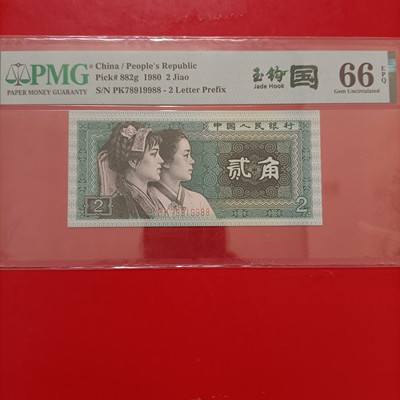 PMG
PAPER MONEY GUARANTY
China / People's Republic
Pick# 882g 1980 2 Jiao
S/N PK78919988 - 2 Letter Prefix
玉钩国
Jade Hook
66 EPQ
Gem Uncirculated
中国人民银行
贰角
2
2